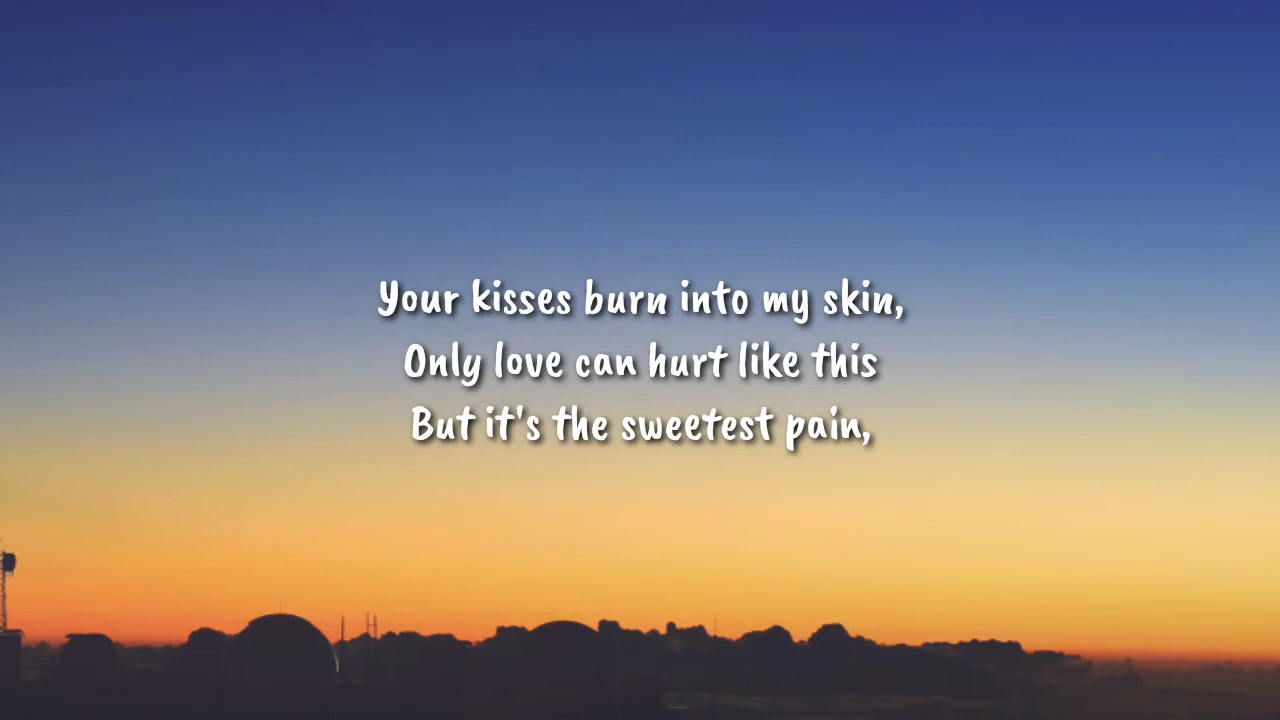 Your kisses burn into my skin,
Only love can hurt like this
But it's the sweetest pain,